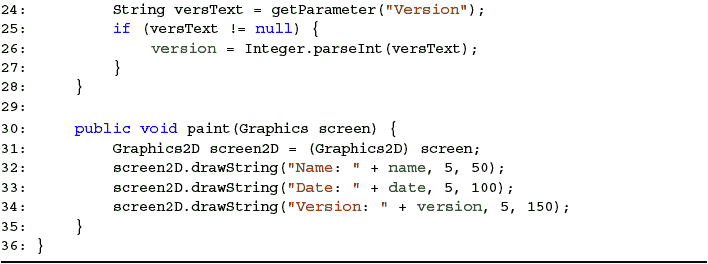 24:         String versText = getParameter("Version");
25:         if (versText != null) {
26:             version = Integer.parseInt(versText);
27:         }
28:     }
29:
30:     public void paint(Graphics screen) {
31:         Graphics2D screen2D = (Graphics2D) screen;
32:         screen2D.drawString("Name: " + name, 5, 50);
33:         screen2D.drawString("Date: " + date, 5, 100);
34:         screen2D.drawString("Version: " + version, 5, 150);
35:     }
36: }